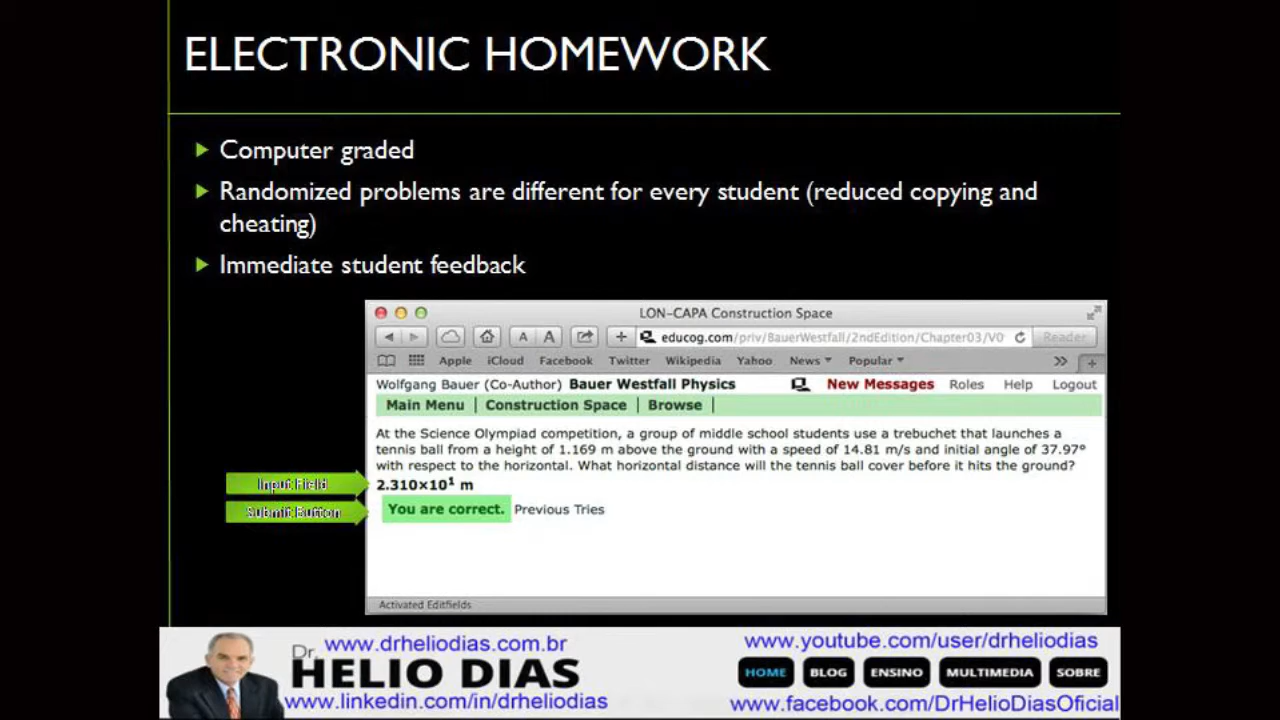 ELECTRONIC HOMEWORK
Computer graded
Randomized problems are different for every student (reduced copying and
cheating)
Immediate student feedback
LON-CAPA Construction Space
A A + educog.com/priv/BauerWestfall/2ndEdition/Chapter03/V0 Reader
Apple iCloud Facebook Twitter Wikipedia Yahoo News Popular >> +
Wolfgang Bauer (Co-Author) Bauer Westfall Physics New Messages Roles Help Logout
Main Menu | Construction Space | Browse |
At the Science Olympiad competition, a group of middle school students use a trebuchet that launches a
tennis ball from a height of 1.169 m above the ground with a speed of 14.81 m/s and initial angle of 37.97°
with respect to the horizontal. What horizontal distance will the tennis ball cover before it hits the ground?
Input Field
2.310×10¹ m
Submit Button
You are correct. Previous Tries
Activated Editfields
www.drheliodias.com.br
Dr.
HELIO DIAS
www.linkedin.com/in/drheliodias
www.youtube.com/user/drheliodias
HOME BLOG ENSINO MULTIMEDIA SOBRE
www.facebook.com/DrHelioDiasOficial